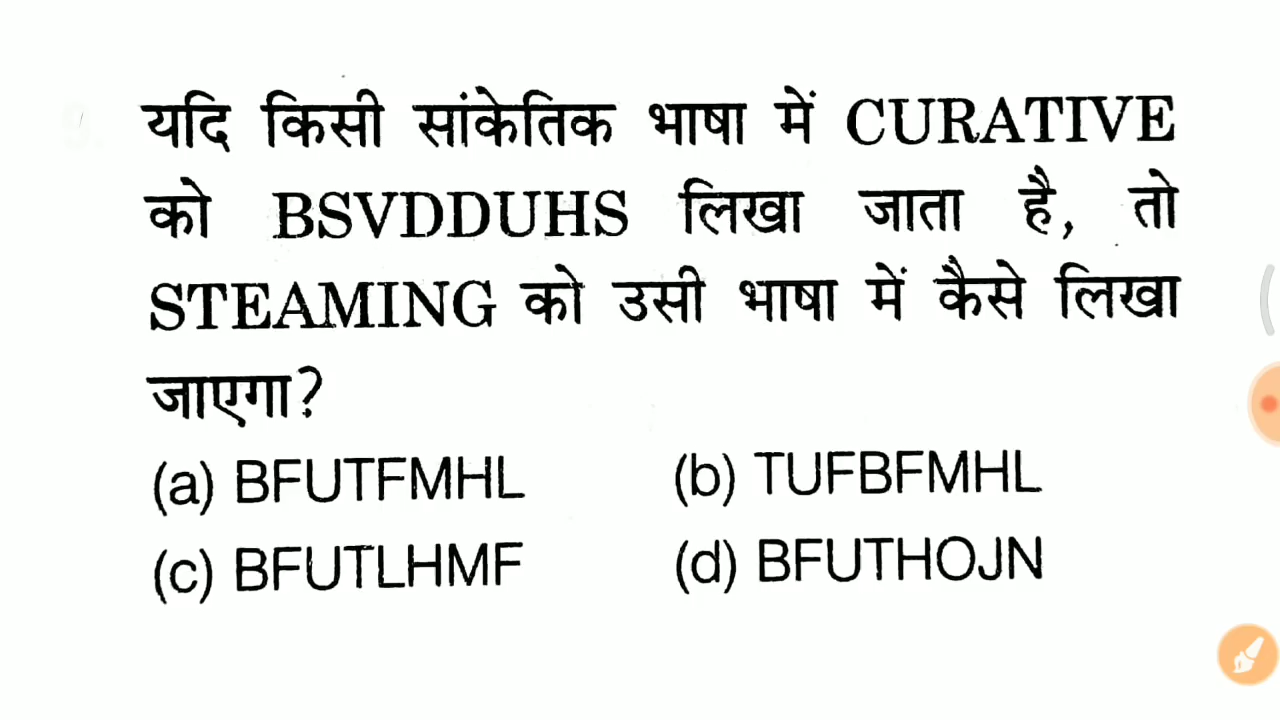 यदि किसी सांकेतिक भाषा में CURATIVE
को BSVDDUHS लिखा जाता है, तो
STEAMING को उसी भाषा में कैसे लिखा
जाएगा?
(a) BFUTFMHL (b) TUFBFMHL
(c) BFUTLHMF (d) BFUTHOJN